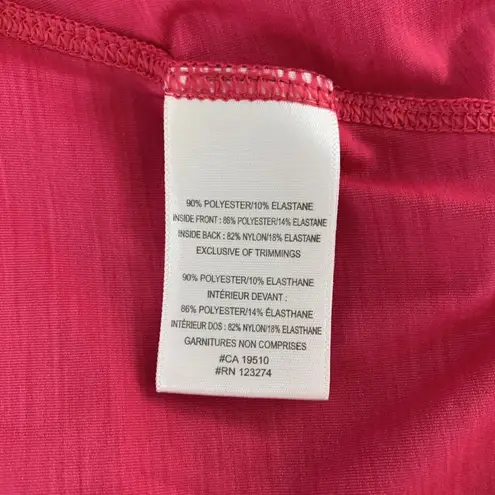 90% POLYESTER/10% ELASTANE
INSIDE FRONT : 86% POLYESTER/14% ELASTANE
INSIDE BACK : 82% NYLON/18% ELASTANE
EXCLUSIVE OF TRIMMINGS
90% POLYESTER/10% ELASTHANE
INTÉRIEUR DEVANT :
86% POLYESTER/14% ÉLASTHANE
INTÉRIEUR DOS : 82% NYLON/18% ELASTHANE
GARNITURES NON COMPRISES
#CA 19510
#RN 123274